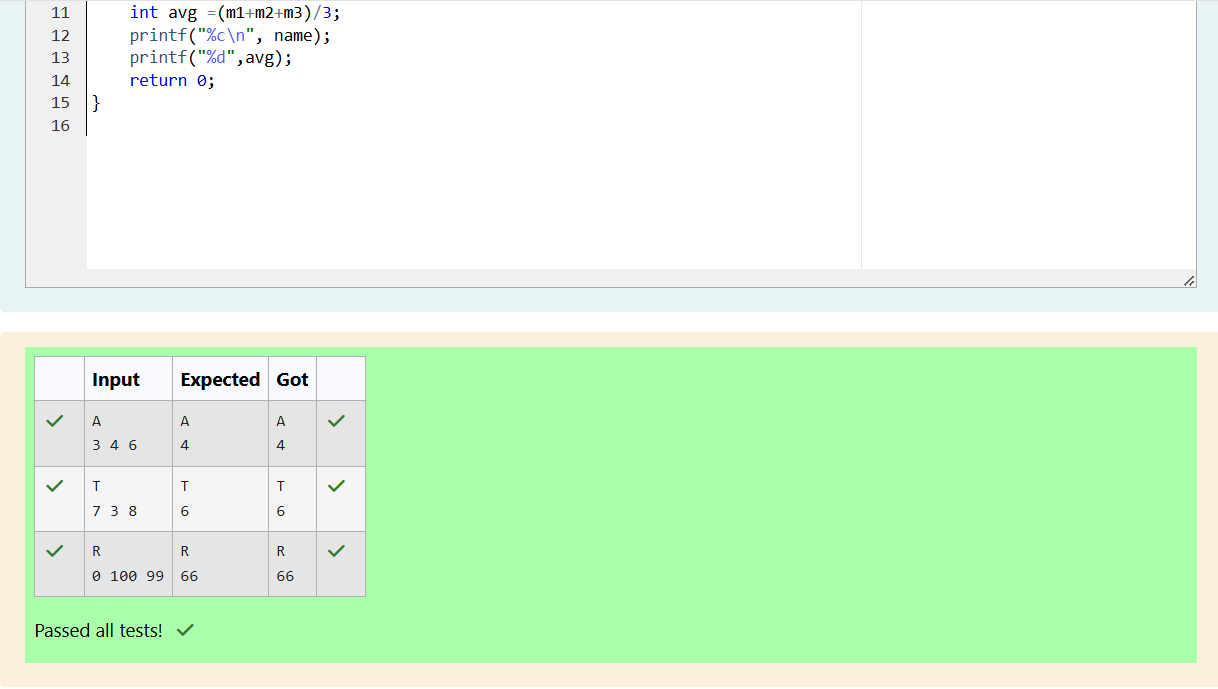 11 int avg =(m1+m2+m3)/3;
12 printf("%c\n", name);
13 printf("%d",avg);
14 return 0;
15 }
16
Input Expected Got
A A A
3 4 6 4 4
T T T
7 3 8 6 6
R R R
0 100 99 66 66
Passed all tests!